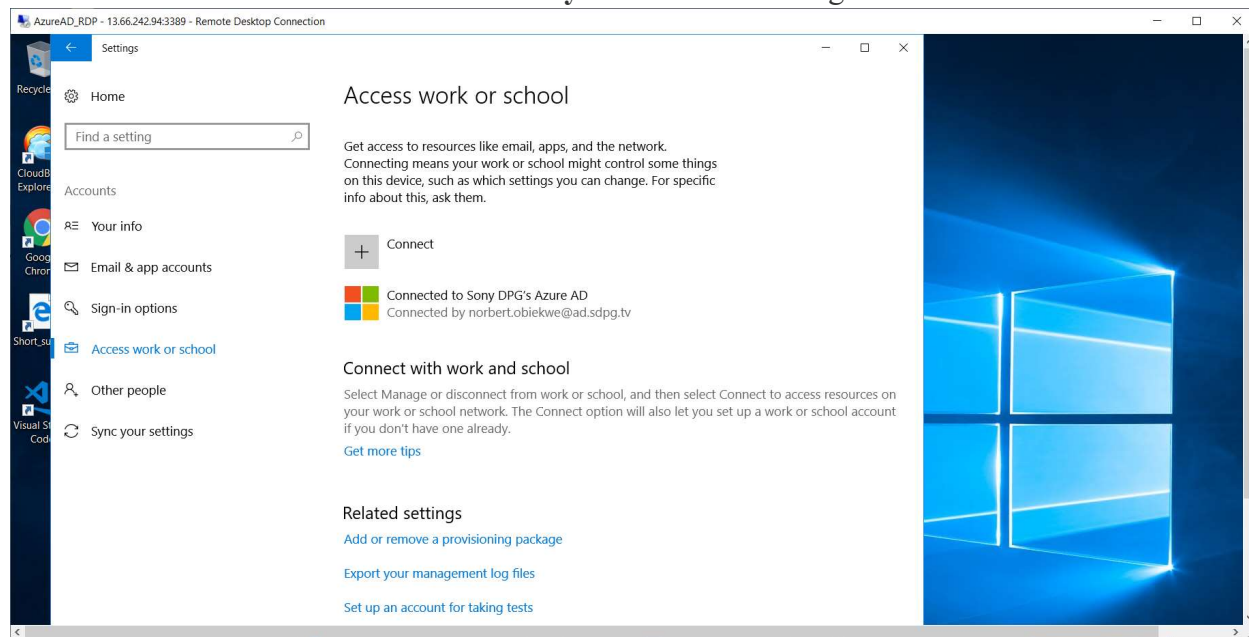 AzureAD_RDP - 13.66.242.94:3389 - Remote Desktop Connection
Settings
Recycle
CloudB
Explore
Goog
Chror
Short_su
Visual St
Code
Home
Find a setting
Accounts
Your info
Email & app accounts
Sign-in options
Access work or school
Other people
Sync your settings
Access work or school
Get access to resources like email, apps, and the network.
Connecting means your work or school might control some things
on this device, such as which settings you can change. For specific
info about this, ask them.
Connect
Connected to Sony DPG's Azure AD
Connected by norbert.obiekwe@ad.sdpg.tv
Connect with work and school
Select Manage or disconnect from work or school, and then select Connect to access resources on
your work or school network. The Connect option will also let you set up a work or school account
if you don't have one already.
Get more tips
Related settings
Add or remove a provisioning package
Export your management log files
Set up an account for taking tests